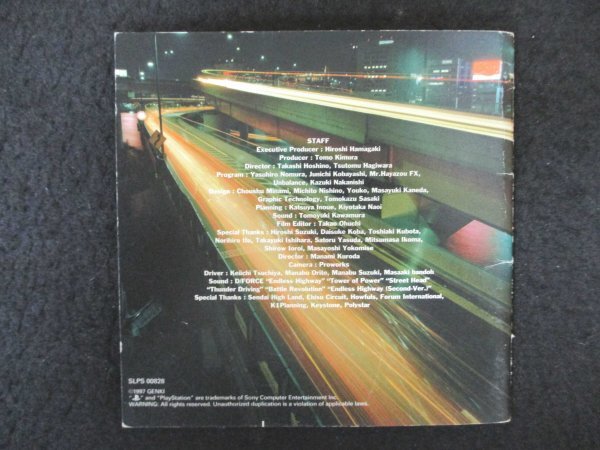 STAFF
Executive Producer : Hiroshi Hamagaki
Producer : Tomo Kimura
Director : Takashi Hoshino, Tsutomu Hagiwara
Program : Yasuhiro Nomura, Junichi Kobayashi, Mr.Hayazou FX,
Unbalance, Kazuki Nakanishi
Design : Choushu Minami, Michito Nishino, Youko, Masayuki Kaneda,
Graphic Technology, Tomokazu Sasaki
Planning : Katsuya Inoue, Kiyotaka Naoi
Sound : Tomoyuki Kawamura
Film Editor : Takao Ohuchi
Special Thanks : Hiroshi Suzuki, Daisuke Koba, Toshiaki Kubota,
Norihiro Ito, Takayuki Ishihara, Satoru Yasuda, Mitsumasa Ikoma,
Shirow Ioroi, Masayoshi Yokomise
Director : Manami Kuroda
Camera : Proworks
Driver : Keiichi Tsuchiya, Manabu Orito, Manabu Suzuki, Masaaki Bandoh
Sound : D/FORCE "Endless Highway" "Tower of Power" "Street Head"
"Thunder Driving" "Battle Revolution" "Endless Highway (Second-Ver.)"
Special Thanks : Sendai High Land, Ebisu Circuit, Howfuls, Forum International,
K1Planning, Keystone, Polystar
SLPS 00828
©1997 GENKI
" " and "PlayStation" are trademarks of Sony Computer Entertainment Inc.
WARNING: All rights reserved. Unauthorized duplication is a violation of applicable laws.